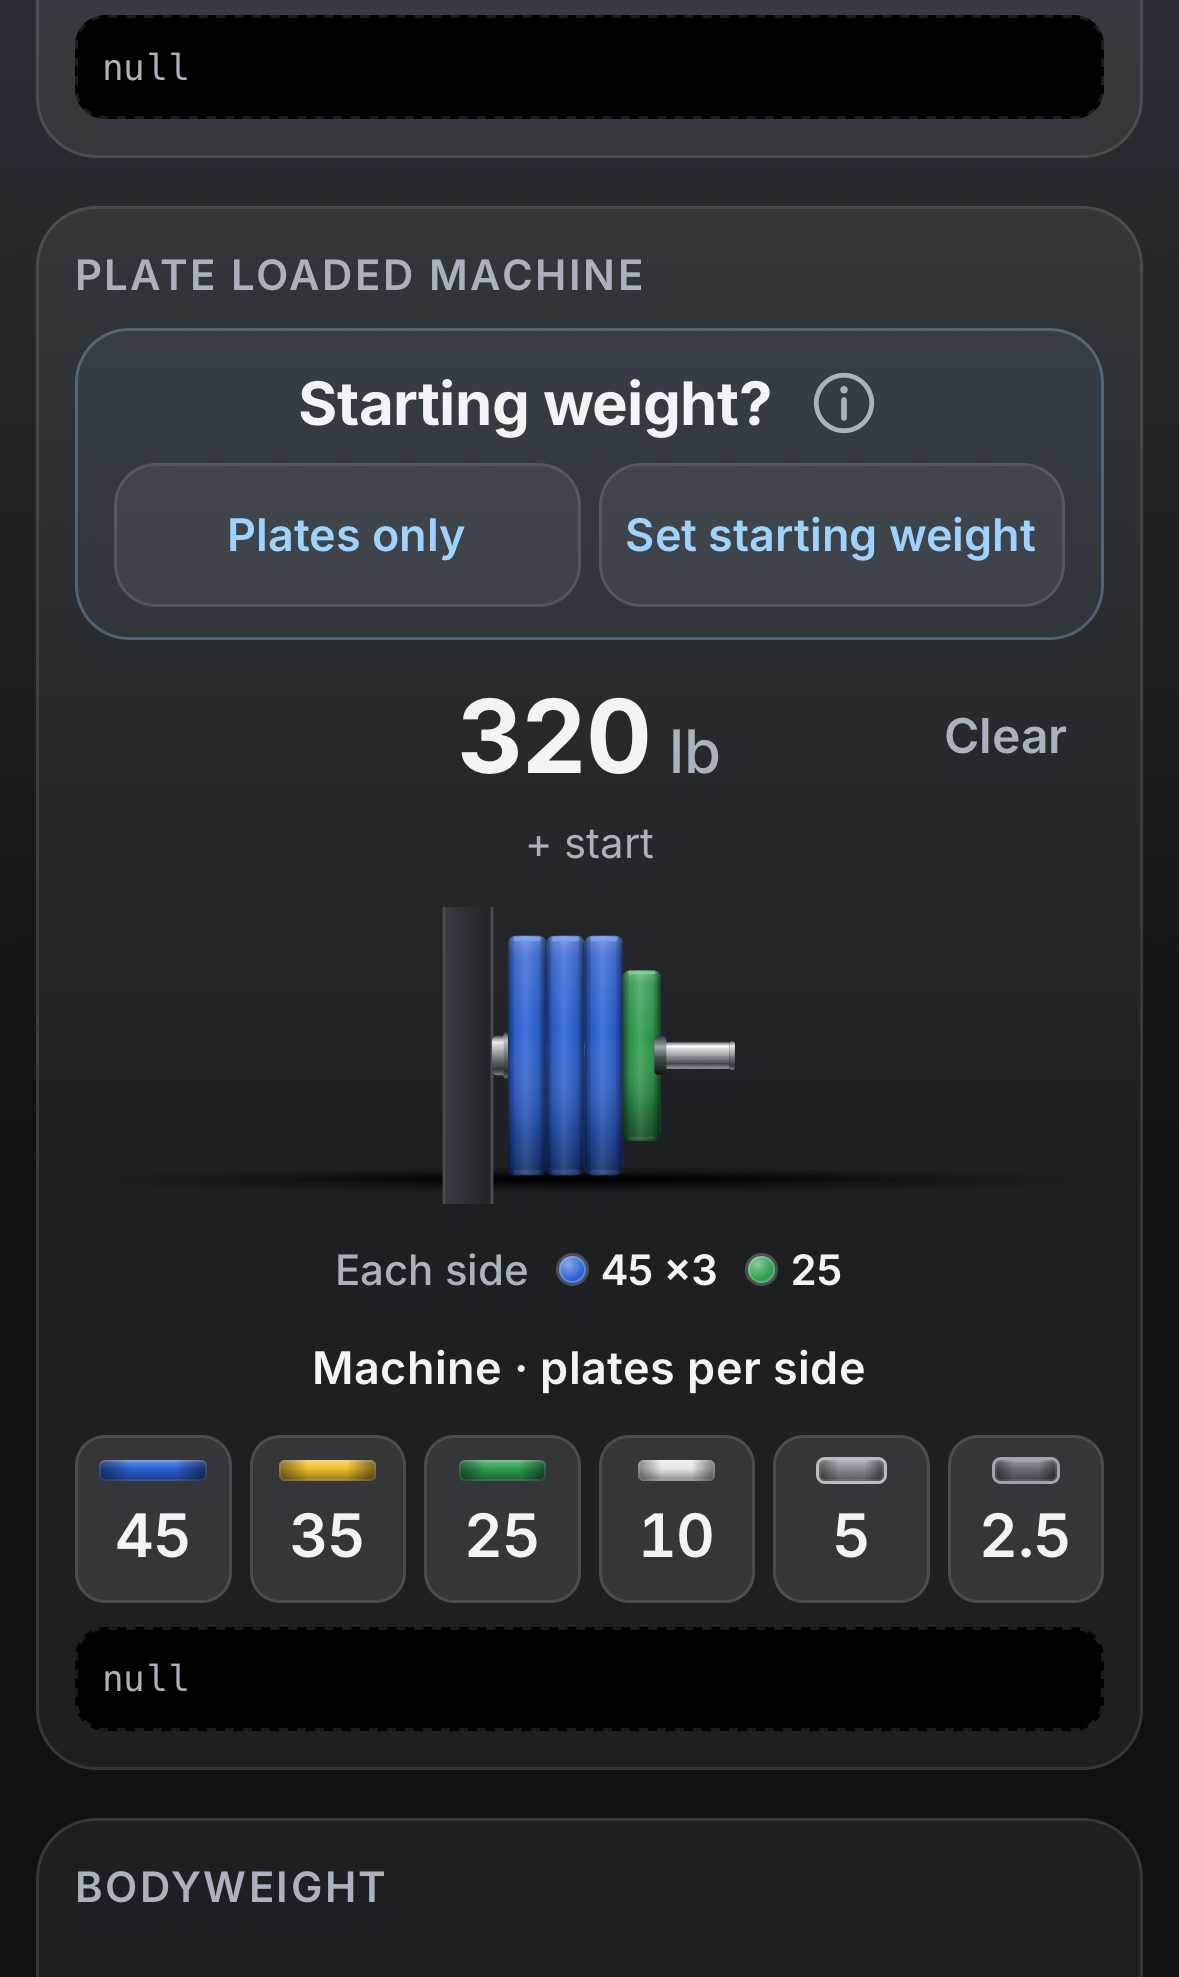 null
PLATE LOADED MACHINE
Starting weight?
Plates only
Set starting weight
320 lb
Clear
+ start
Each side 45 ×3 25
Machine · plates per side
45 35 25 10 5 2.5
null
BODYWEIGHT